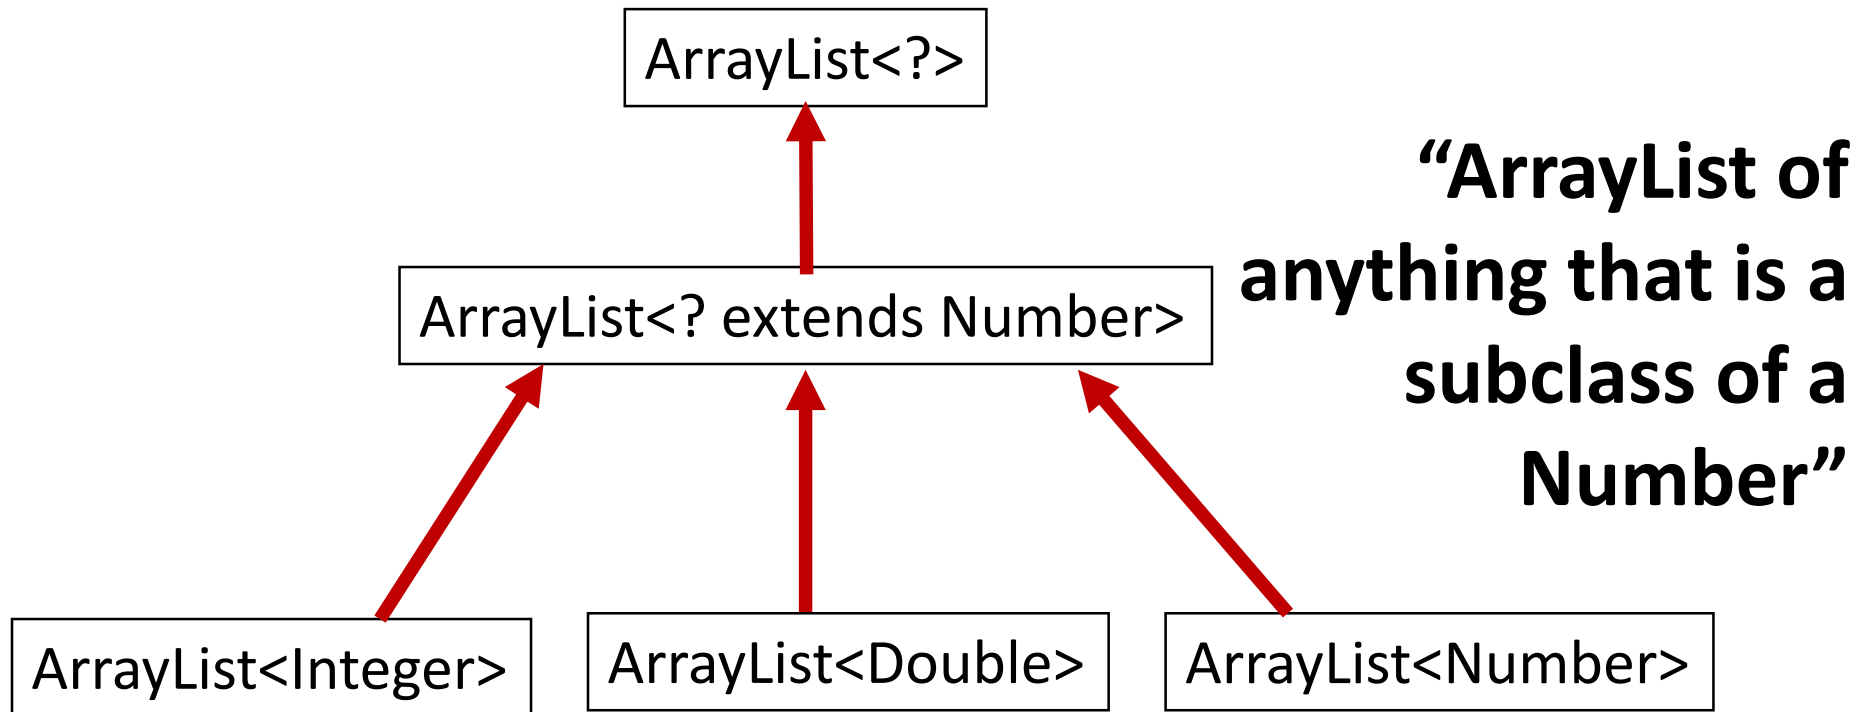 ArrayList<?>
“ArrayList of
anything that is a
subclass of a
Number”
ArrayList<? extends Number>
ArrayList<Integer>
ArrayList<Double>
ArrayList<Number>